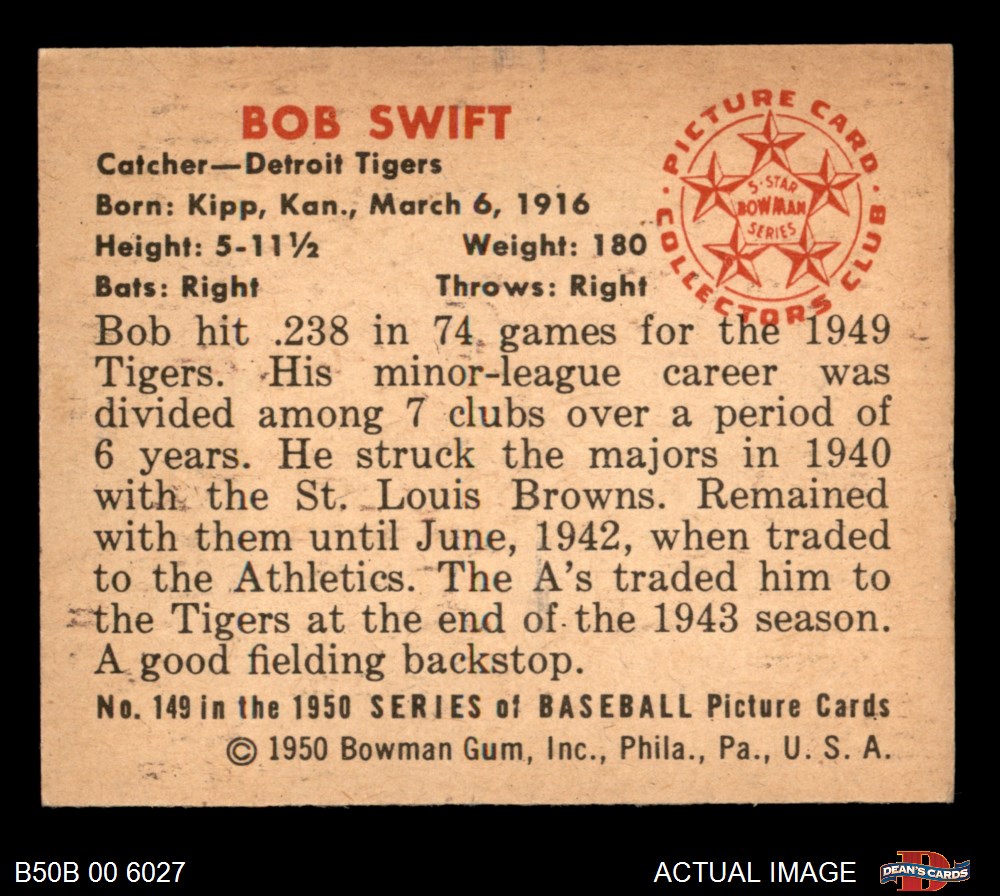 BOB SWIFT
Catcher—Detroit Tigers
Born: Kipp, Kan., March 6, 1916
Height: 5-11½ Weight: 180
Bats: Right Throws: Right
PICTURE CARD
COLLECTORS CLUB
5-STAR
BOWMAN
SERIES
Bob hit .238 in 74 games for the 1949
Tigers. His minor-league career was
divided among 7 clubs over a period of
6 years. He struck the majors in 1940
with the St. Louis Browns. Remained
with them until June, 1942, when traded
to the Athletics. The A's traded him to
the Tigers at the end of the 1943 season.
A good fielding backstop.
No. 149 in the 1950 SERIES of BASEBALL Picture Cards
© 1950 Bowman Gum, Inc., Phila., Pa., U. S. A.
B50B 00 6027
ACTUAL IMAGE
D
DEAN'S CARDS